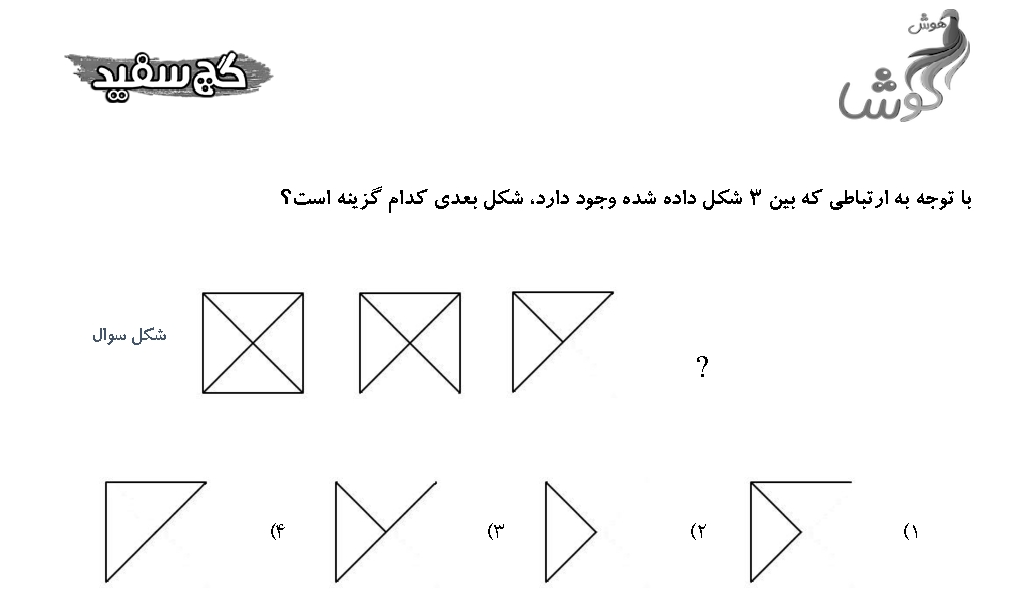 هوش
گوشا
گچ سفید
با توجه به ارتباطی که بین ۳ شکل داده شده وجود دارد، شکل بعدی کدام گزینه است؟
شکل سوال
?
۱)
۲)
۳)
۴)